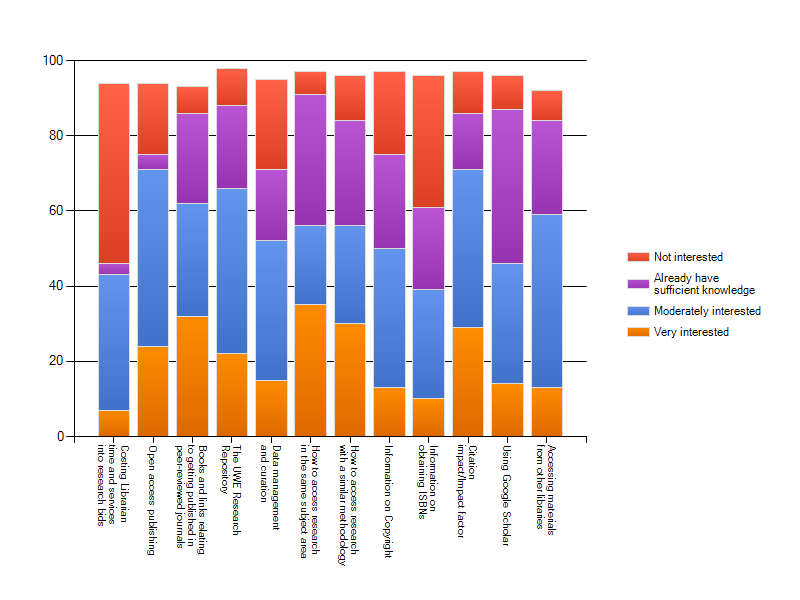 100
80
60
40
20
0
Not interested
Already have
sufficient knowledge
Moderately interested
Very interested
Costing Librarian
time and services
into research bids
Open access publishing
Books and links relating
to getting published in
peer-reviewed journals
The UWE Research
Repository
Data management
and curation
How to access research
in the same subject area
How to access research
with a similar methodology
Information on Copyright
Information on
obtaining ISBNs
Citation
impact/Impact factor
Using Google Scholar
Accessing materials
from other libraries